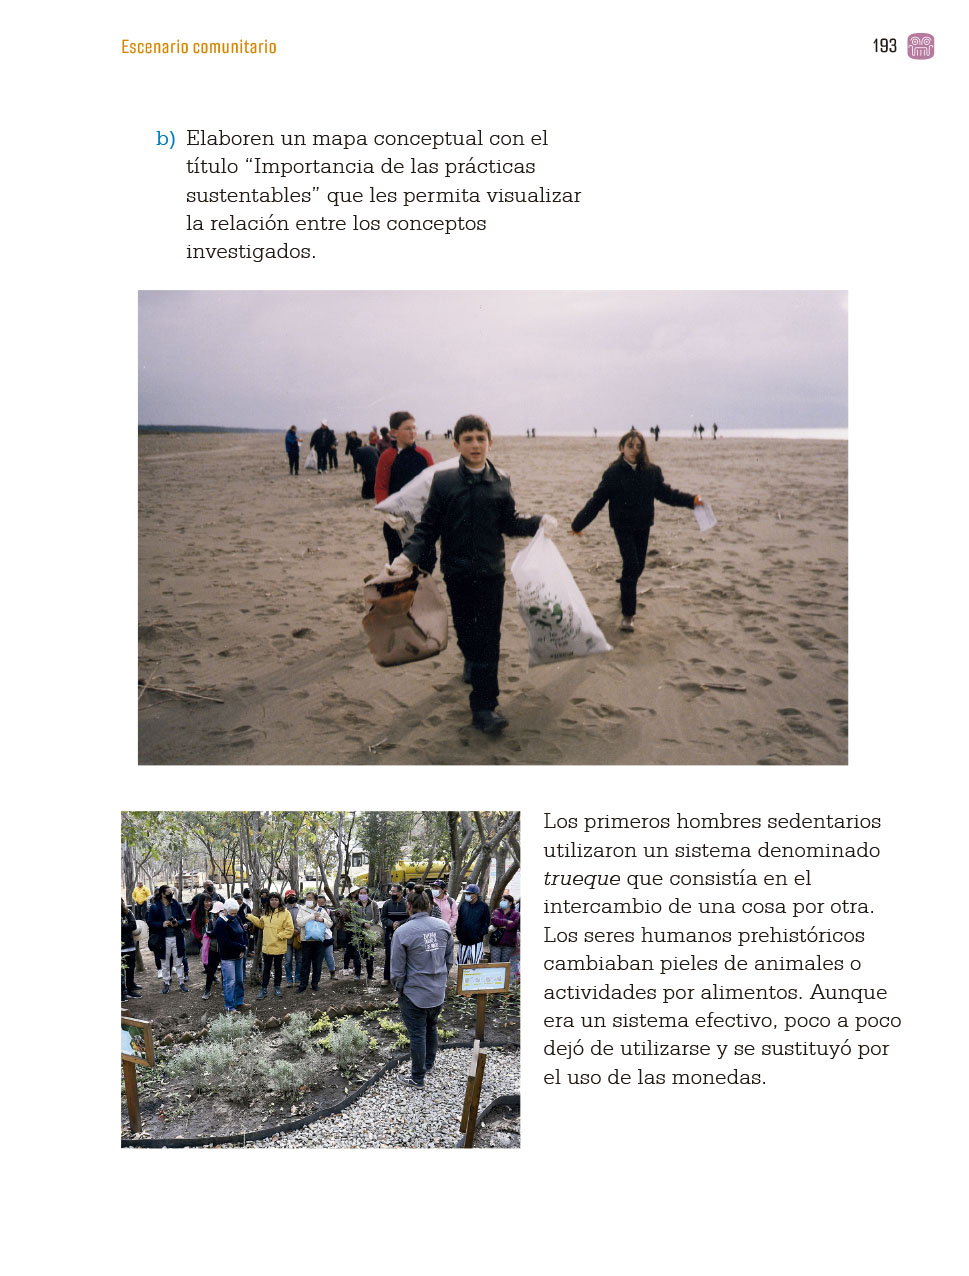 Escenario comunitario
193
b) Elaboren un mapa conceptual con el
título “Importancia de las prácticas
sustentables” que les permita visualizar
la relación entre los conceptos
investigados.
Los primeros hombres sedentarios
utilizaron un sistema denominado
trueque que consistía en el
intercambio de una cosa por otra.
Los seres humanos prehistóricos
cambiaban pieles de animales o
actividades por alimentos. Aunque
era un sistema efectivo, poco a poco
dejó de utilizarse y se sustituyó por
el uso de las monedas.